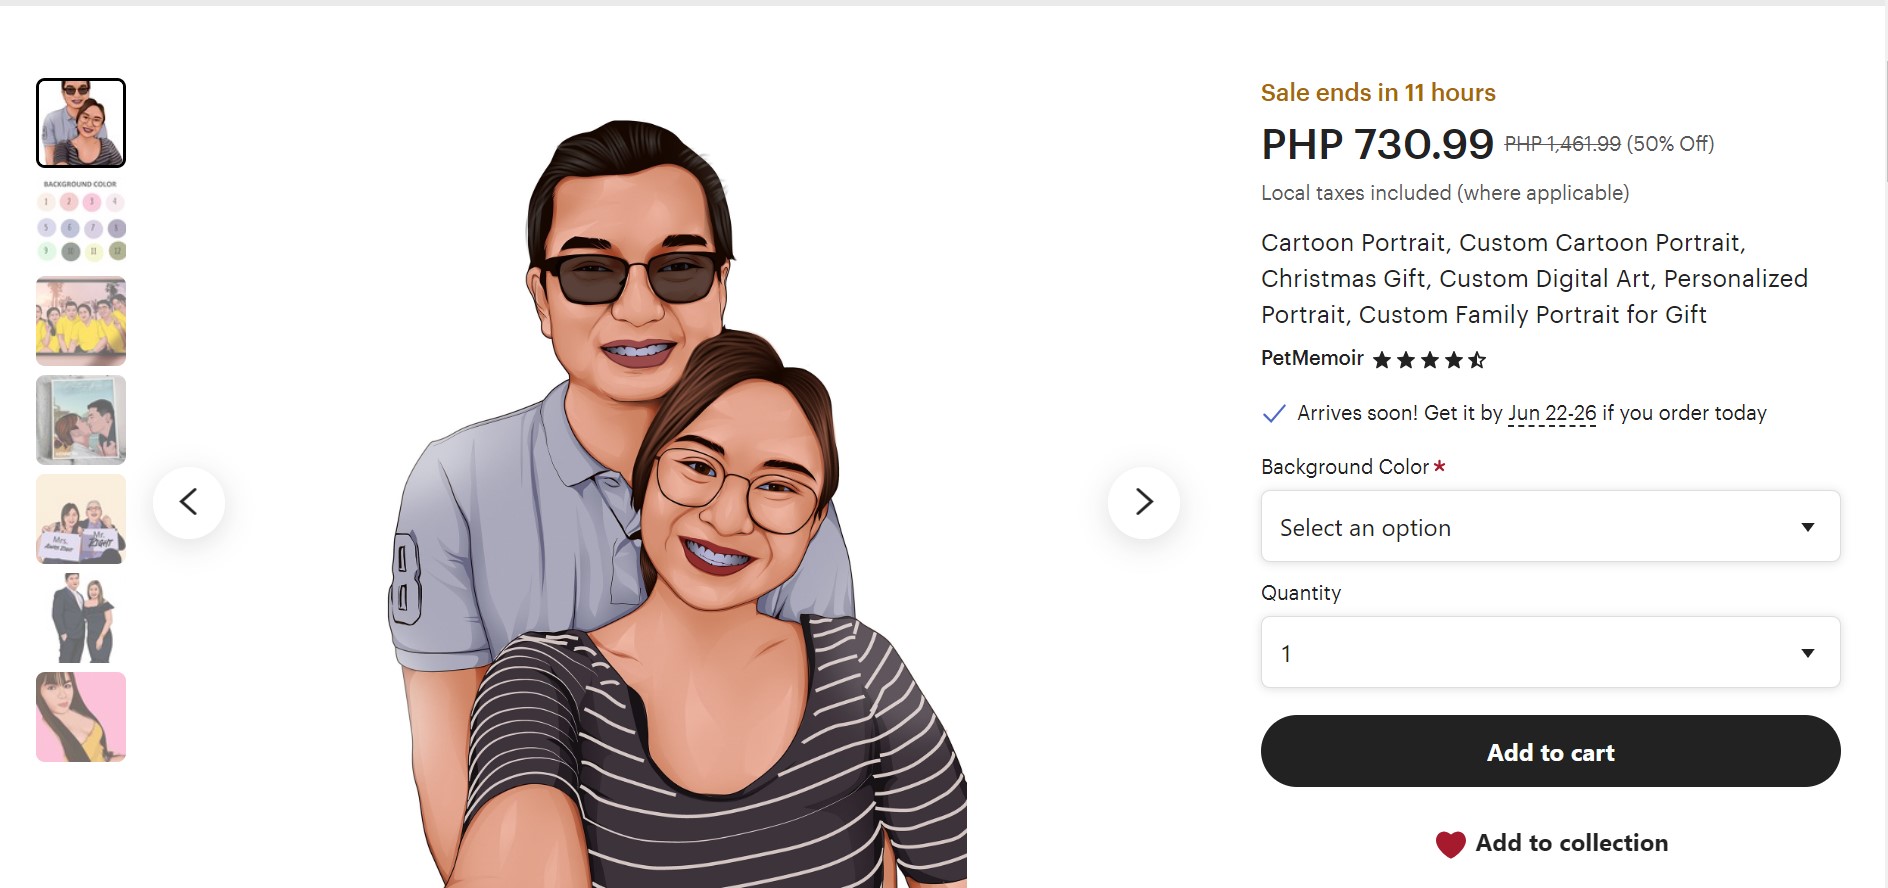 BACKGROUND COLOR
1 2 3 4
5 6 7 8
9 10 11 12
Mrs.
Mr.
RIGHT
8
Sale ends in 11 hours
PHP 730.99 PHP 1,461.99 (50% Off)
Local taxes included (where applicable)
Cartoon Portrait, Custom Cartoon Portrait,
Christmas Gift, Custom Digital Art, Personalized
Portrait, Custom Family Portrait for Gift
PetMemoir
Arrives soon! Get it by Jun 22-26 if you order today
Background Color *
Select an option
Quantity
1
Add to cart
Add to collection